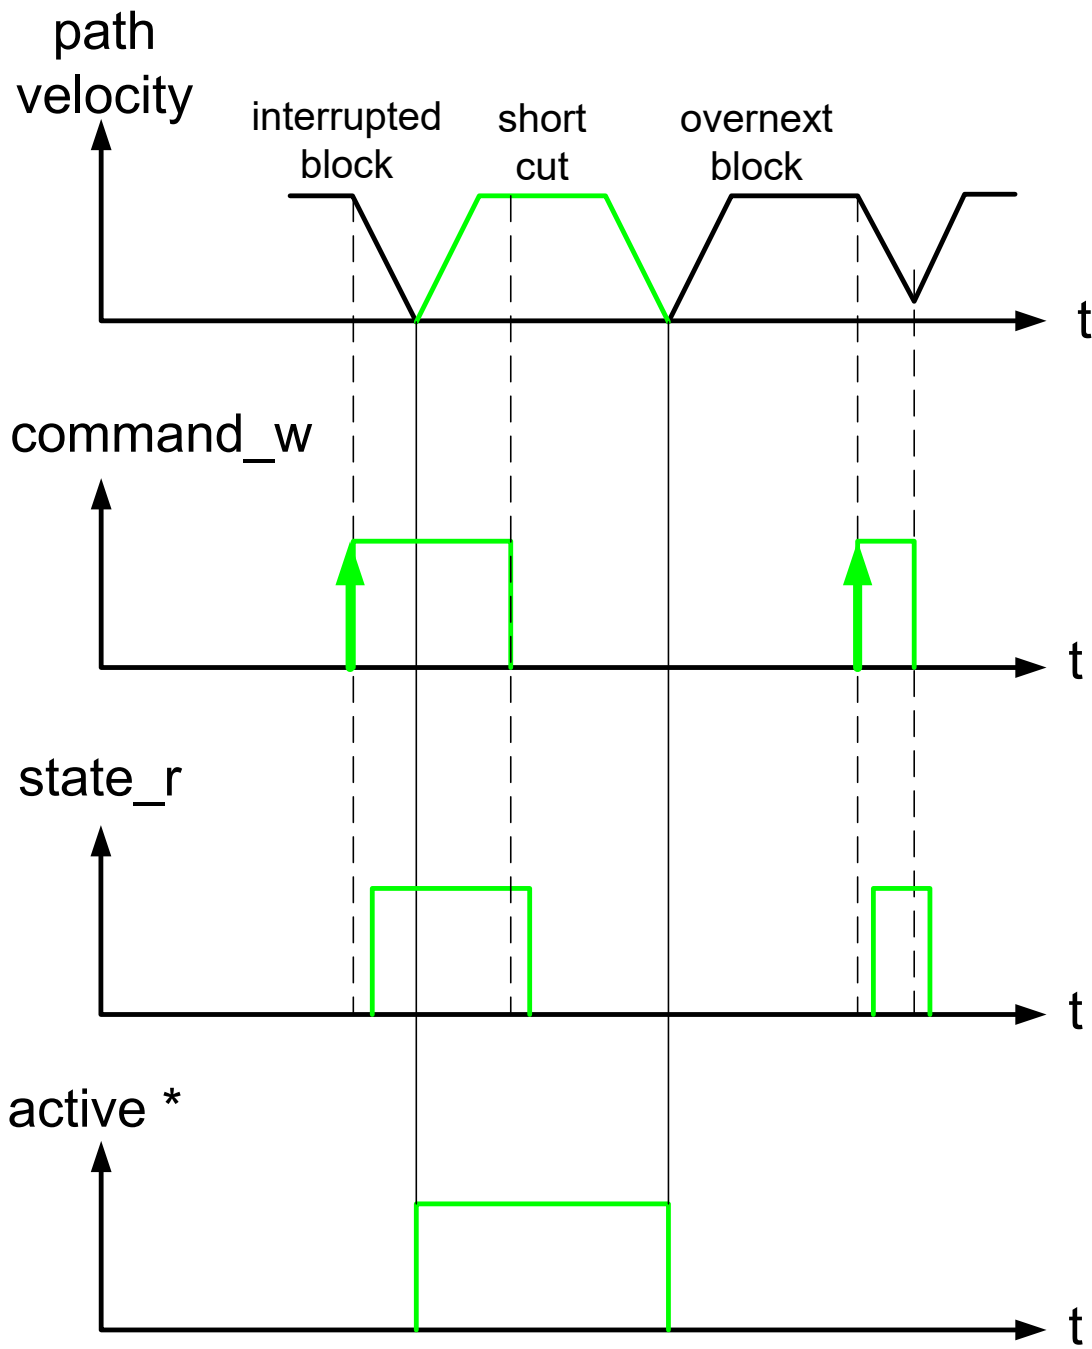 path
velocity
interrupted
block
short
cut
overnext
block
t
command_w
t
state_r
t
active *
t